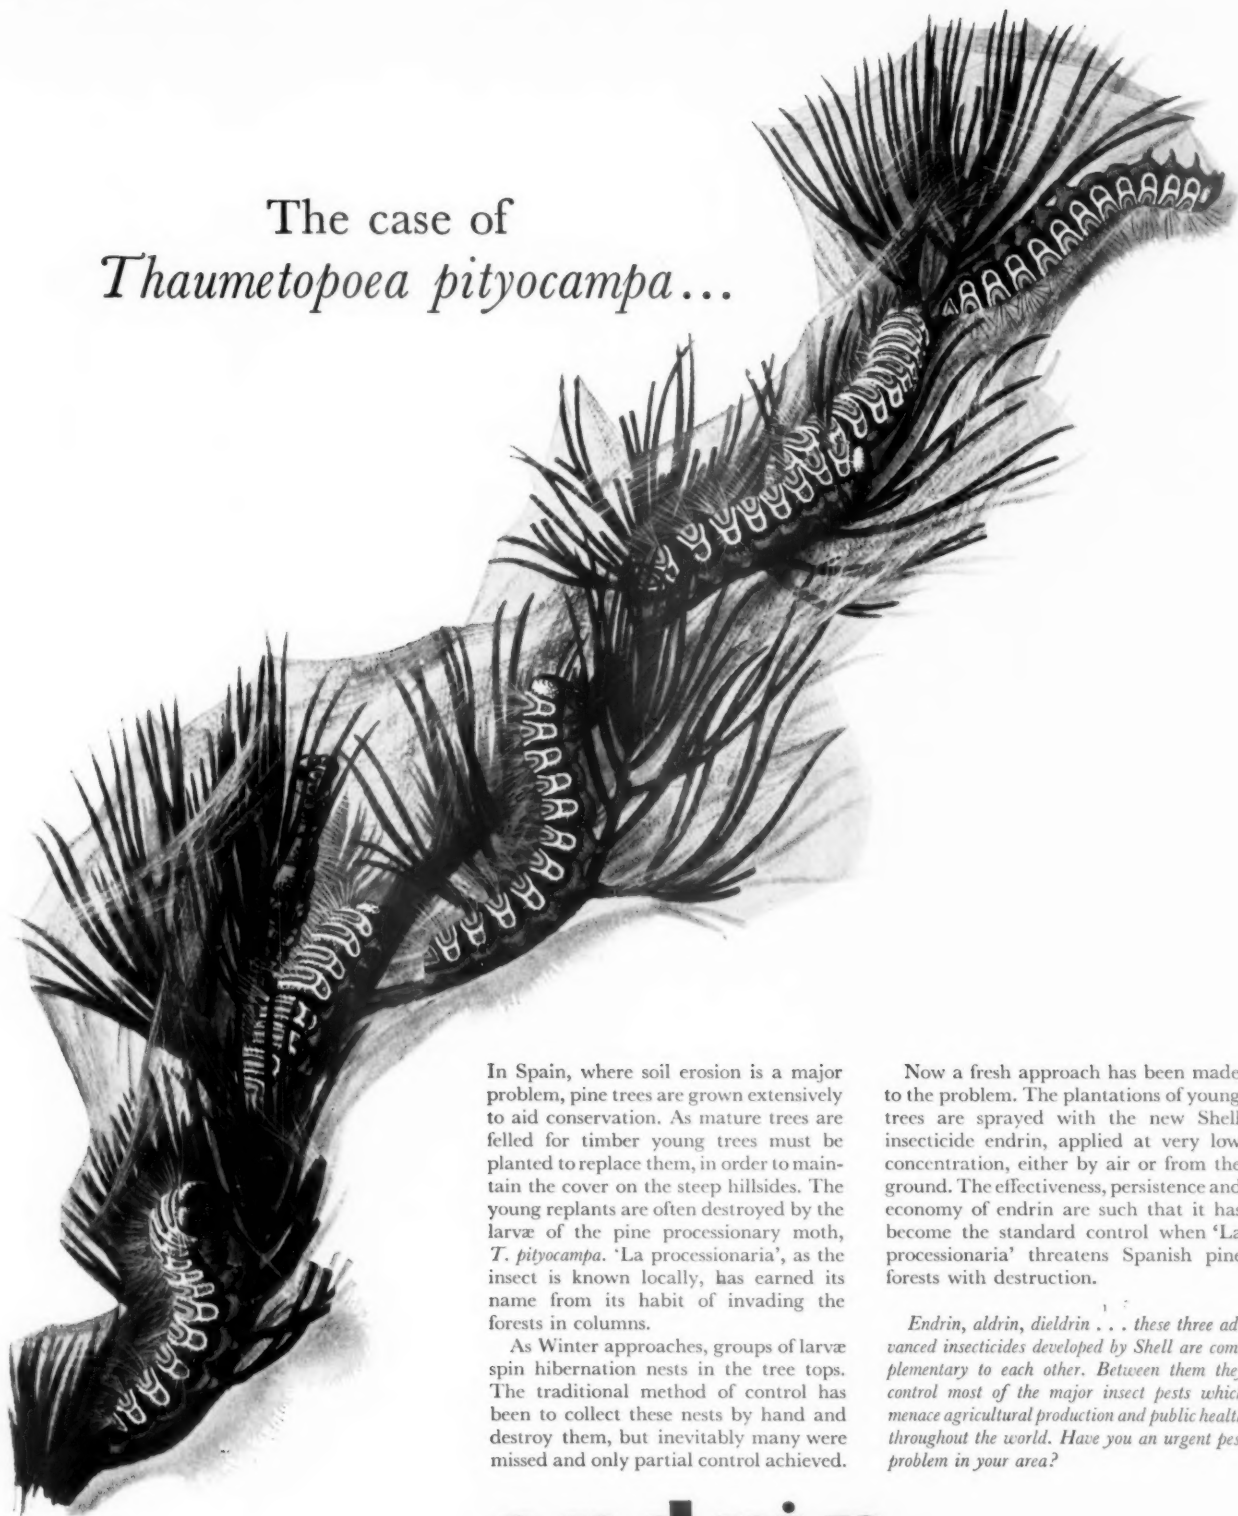 The case of
Thaumetopoea pityocampa...
In Spain, where soil erosion is a major
problem, pine trees are grown extensively
to aid conservation. As mature trees are
felled for timber young trees must be
planted to replace them, in order to main-
tain the cover on the steep hillsides. The
young replants are often destroyed by the
larvæ of the pine processionary moth,
T. pityocampa. ‘La processionaria’, as the
insect is known locally, has earned its
name from its habit of invading the
forests in columns.
As Winter approaches, groups of larvæ
spin hibernation nests in the tree tops.
The traditional method of control has
been to collect these nests by hand and
destroy them, but inevitably many were
missed and only partial control achieved.
Now a fresh approach has been made
to the problem. The plantations of young
trees are sprayed with the new Shell
insecticide endrin, applied at very low
concentration, either by air or from the
ground. The effectiveness, persistence and
economy of endrin are such that it has
become the standard control when ‘La
processionaria’ threatens Spanish pine
forests with destruction.
Endrin, aldrin, dieldrin . . . these three ad
vanced insecticides developed by Shell are com
plementary to each other. Between them they
control most of the major insect pests which
menace agricultural production and public healt
throughout the world. Have you an urgent pes
problem in your area?